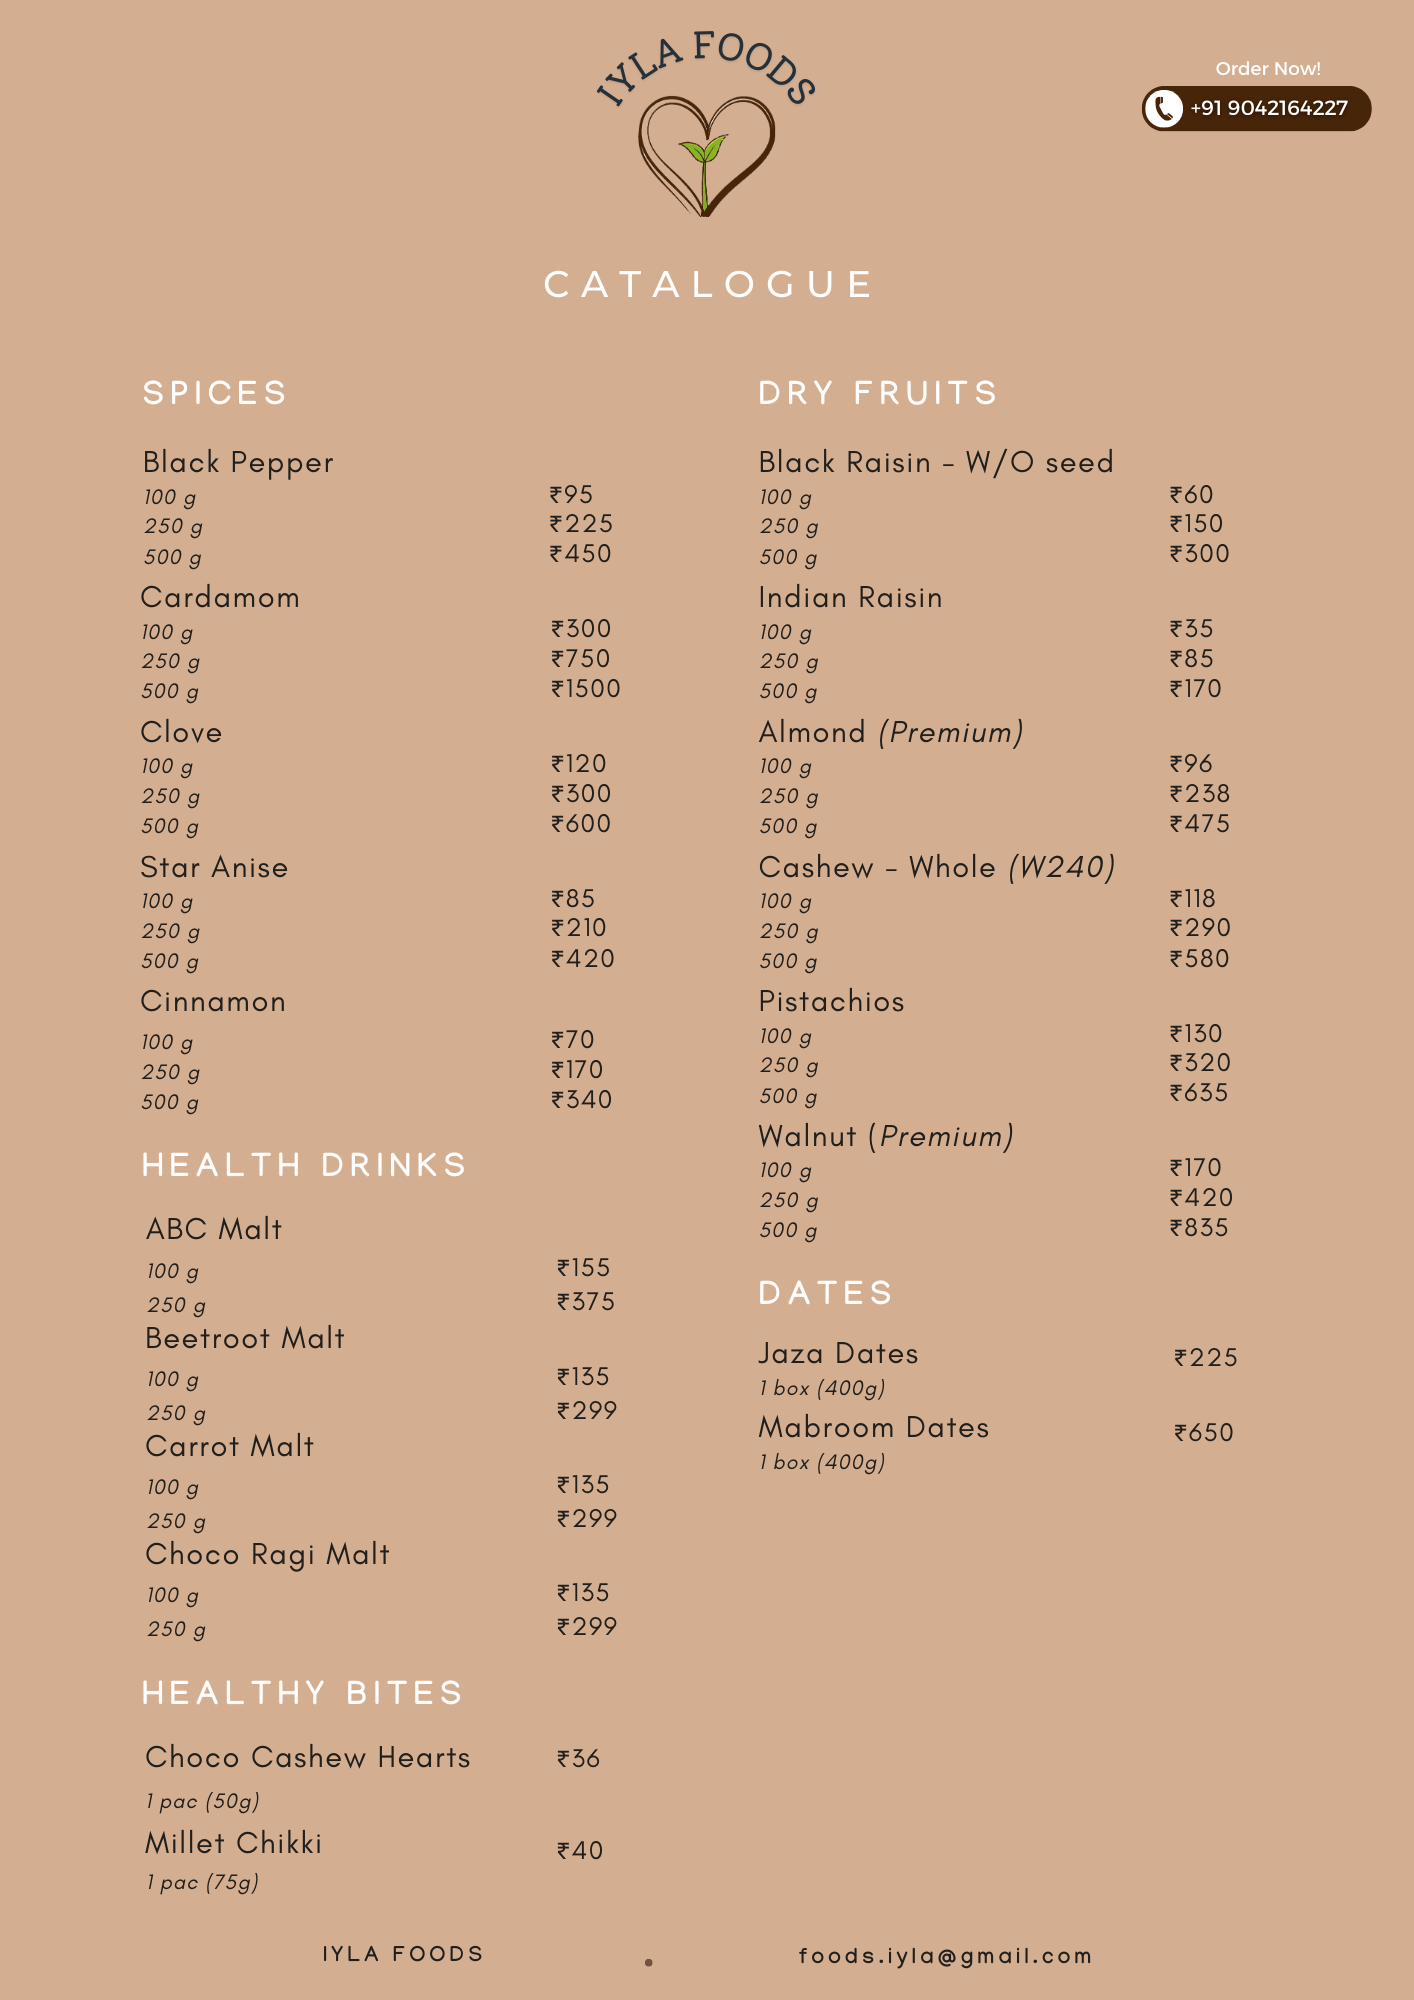 IYLA FOODS
Order Now!
+91 9042164227
CATALOGUE
SPICES
Black Pepper
100 g ₹95
250 g ₹225
500 g ₹450
Cardamom
100 g ₹300
250 g ₹750
500 g ₹1500
Clove
100 g ₹120
250 g ₹300
500 g ₹600
Star Anise
100 g ₹85
250 g ₹210
500 g ₹420
Cinnamon
100 g ₹70
250 g ₹170
500 g ₹340
HEALTH DRINKS
ABC Malt
100 g ₹155
250 g ₹375
Beetroot Malt
100 g ₹135
250 g ₹299
Carrot Malt
100 g ₹135
250 g ₹299
Choco Ragi Malt
100 g ₹135
250 g ₹299
HEALTHY BITES
Choco Cashew Hearts ₹36
1 pac (50g)
Millet Chikki ₹40
1 pac (75g)
DRY FRUITS
Black Raisin - W/O seed
100 g ₹60
250 g ₹150
500 g ₹300
Indian Raisin
100 g ₹35
250 g ₹85
500 g ₹170
Almond (Premium)
100 g ₹96
250 g ₹238
500 g ₹475
Cashew - Whole (W240)
100 g ₹118
250 g ₹290
500 g ₹580
Pistachios
100 g ₹130
250 g ₹320
500 g ₹635
Walnut (Premium)
100 g ₹170
250 g ₹420
500 g ₹835
DATES
Jaza Dates ₹225
1 box (400g)
Mabroom Dates ₹650
1 box (400g)
IYLA FOODS • foods.iyla@gmail.com